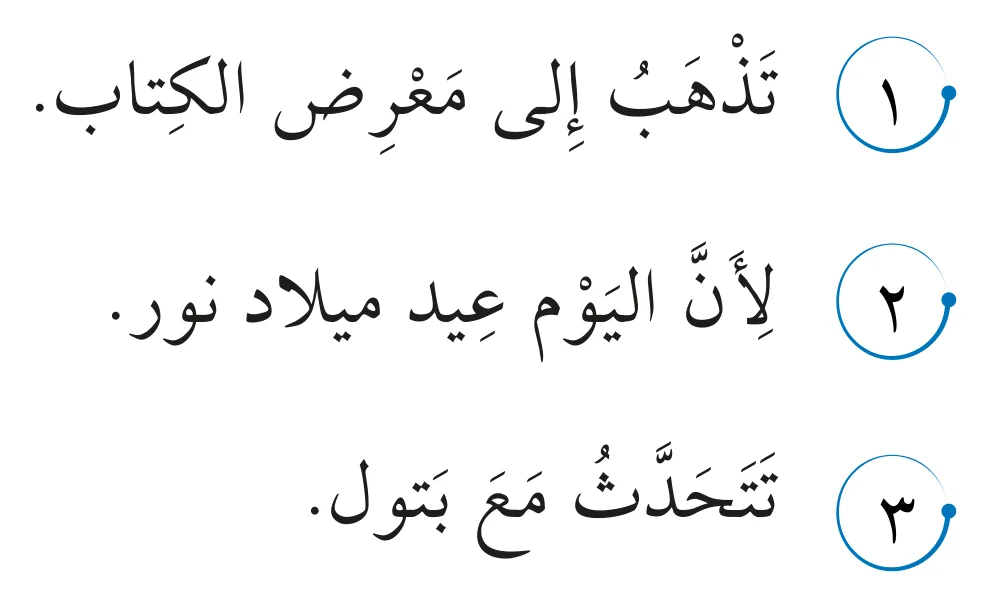 ١ تَذْهَبُ إِلى مَعْرِض الكِتاب.
٢ لِأَنَّ اليَوْم عِيد ميلاد نور.
٣ تَتَحَدَّثُ مَعَ بَتول.